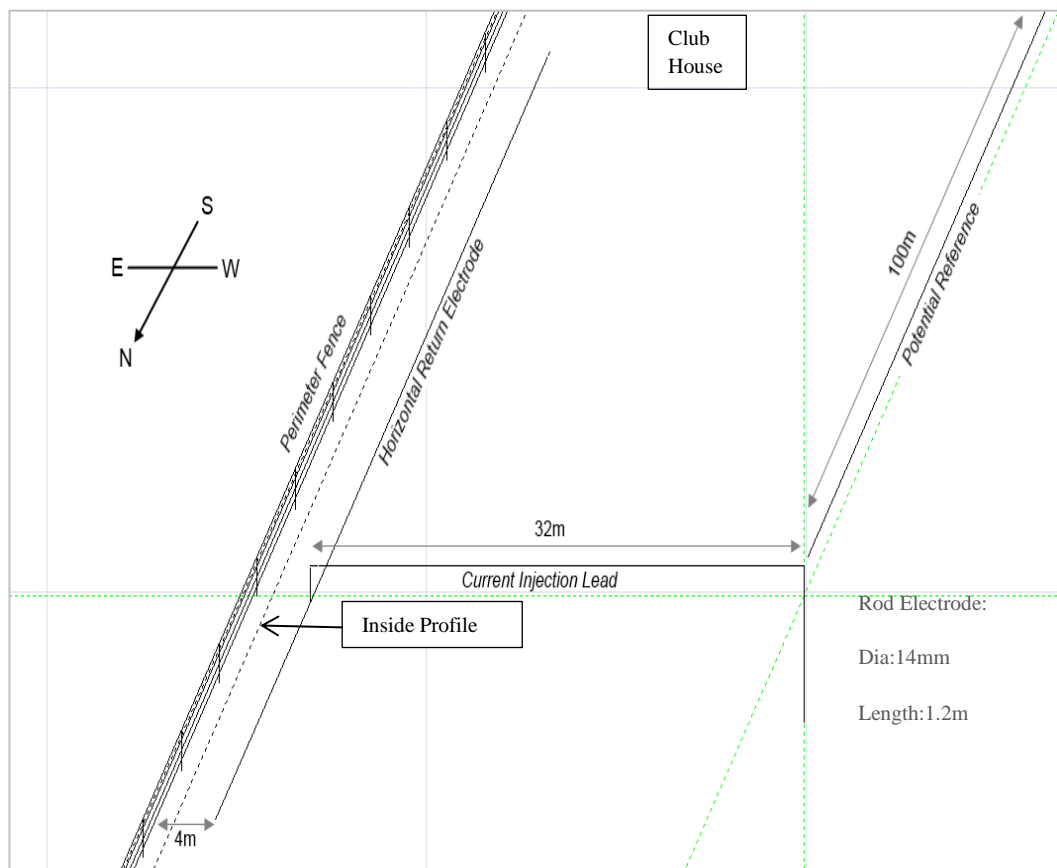 Club
House
S
E
W
N
100m
Potential Reference
Perimeter Fence
Horizontal Return Electrode
32m
Current Injection Lead
Rod Electrode:
Inside Profile
Dia:14mm
Length:1.2m
4m